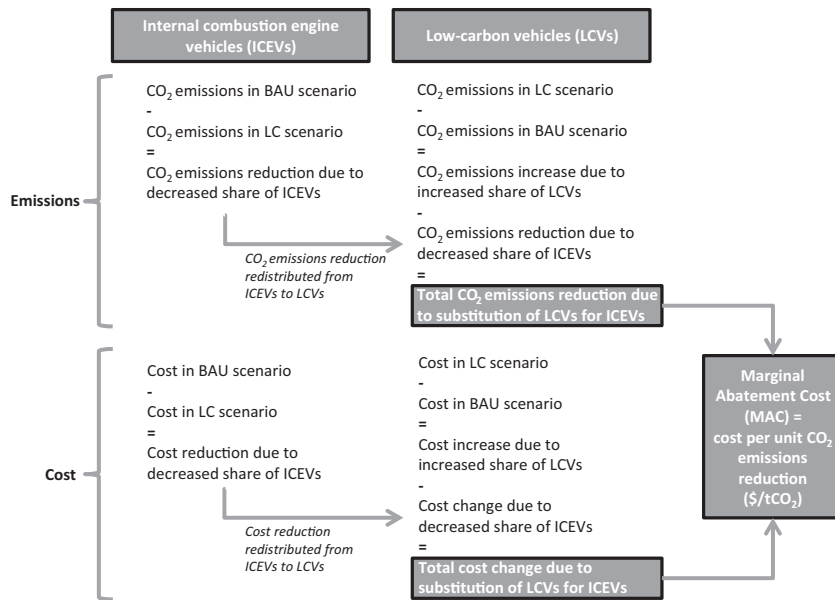 Internal combustion engine
vehicles (ICEVs)
Low-carbon vehicles (LCVs)
Emissions
CO₂ emissions in BAU scenario
-
CO₂ emissions in LC scenario
=
CO₂ emissions reduction due to
decreased share of ICEVs
CO₂ emissions reduction
redistributed from
ICEVs to LCVs
CO₂ emissions in LC scenario
-
CO₂ emissions in BAU scenario
=
CO₂ emissions increase due to
increased share of LCVs
-
CO₂ emissions reduction due to
decreased share of ICEVs
=
Total CO₂ emissions reduction due
to substitution of LCVs for ICEVs
Cost
Cost in BAU scenario
-
Cost in LC scenario
=
Cost reduction due to
decreased share of ICEVs
Cost reduction
redistributed from
ICEVs to LCVs
Cost in LC scenario
-
Cost in BAU scenario
=
Cost increase due to
increased share of LCVs
-
Cost change due to
decreased share of ICEVs
=
Total cost change due to
substitution of LCVs for ICEVs
Marginal
Abatement Cost
(MAC) =
cost per unit CO₂
emissions
reduction
($/tCO₂)